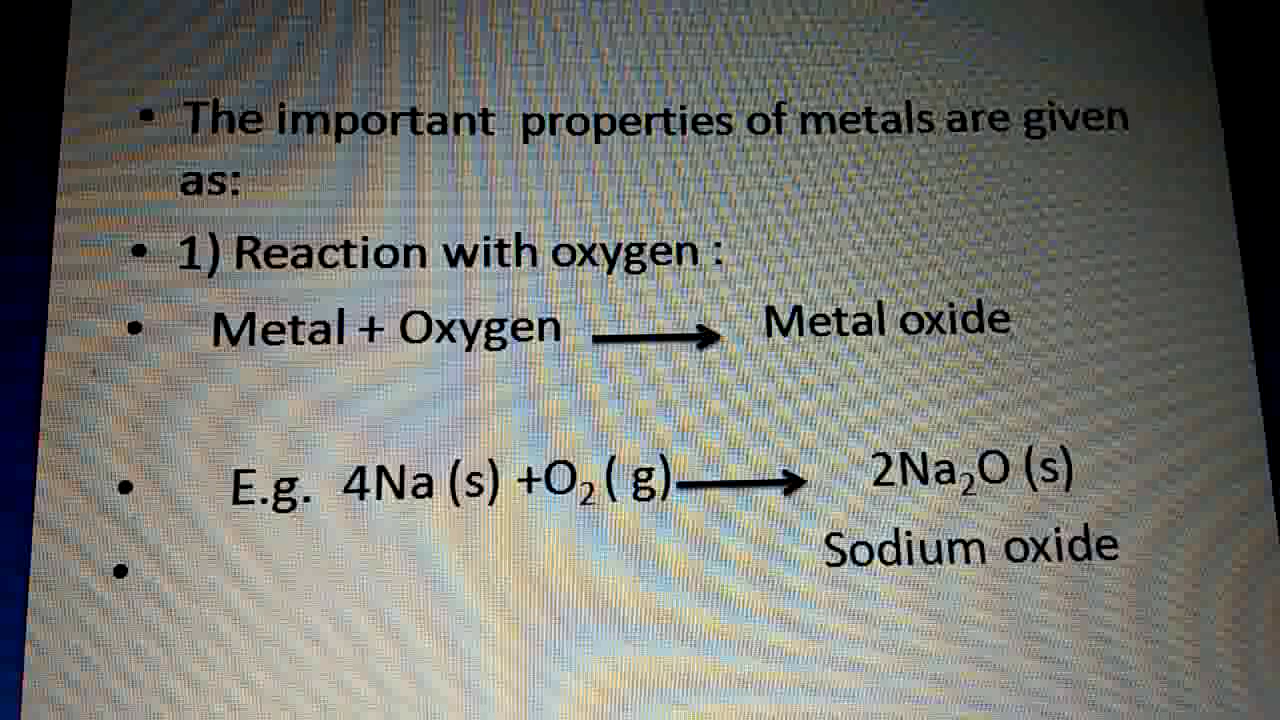 • The important properties of metals are given
as:
• 1) Reaction with oxygen :
• Metal + Oxygen ⟶ Metal oxide
• E.g. 4Na (s) +O₂ ( g) ⟶ 2Na₂O (s)
• Sodium oxide